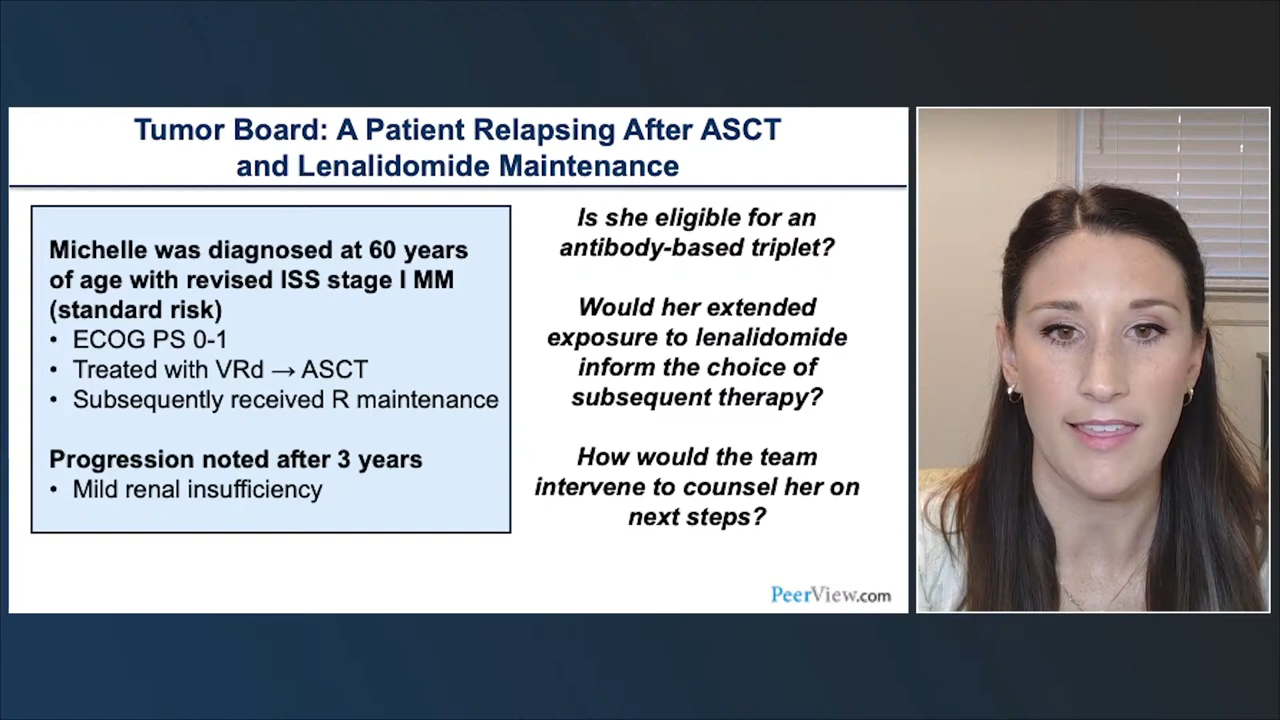 Tumor Board: A Patient Relapsing After ASCT
and Lenalidomide Maintenance
Michelle was diagnosed at 60 years
of age with revised ISS stage I MM
(standard risk)
• ECOG PS 0-1
• Treated with VRd → ASCT
• Subsequently received R maintenance
Progression noted after 3 years
• Mild renal insufficiency
Is she eligible for an
antibody-based triplet?
Would her extended
exposure to lenalidomide
inform the choice of
subsequent therapy?
How would the team
intervene to counsel her on
next steps?
PeerView.com